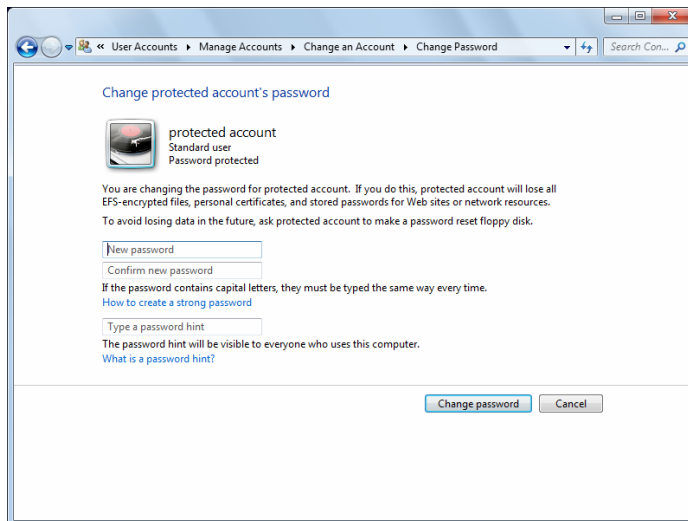 « User Accounts ▸ Manage Accounts ▸ Change an Account ▸ Change Password
Search Con...
Change protected account's password
protected account
Standard user
Password protected
You are changing the password for protected account. If you do this, protected account will lose all
EFS-encrypted files, personal certificates, and stored passwords for Web sites or network resources.
To avoid losing data in the future, ask protected account to make a password reset floppy disk.
New password
Confirm new password
If the password contains capital letters, they must be typed the same way every time.
How to create a strong password
Type a password hint
The password hint will be visible to everyone who uses this computer.
What is a password hint?
Change password
Cancel